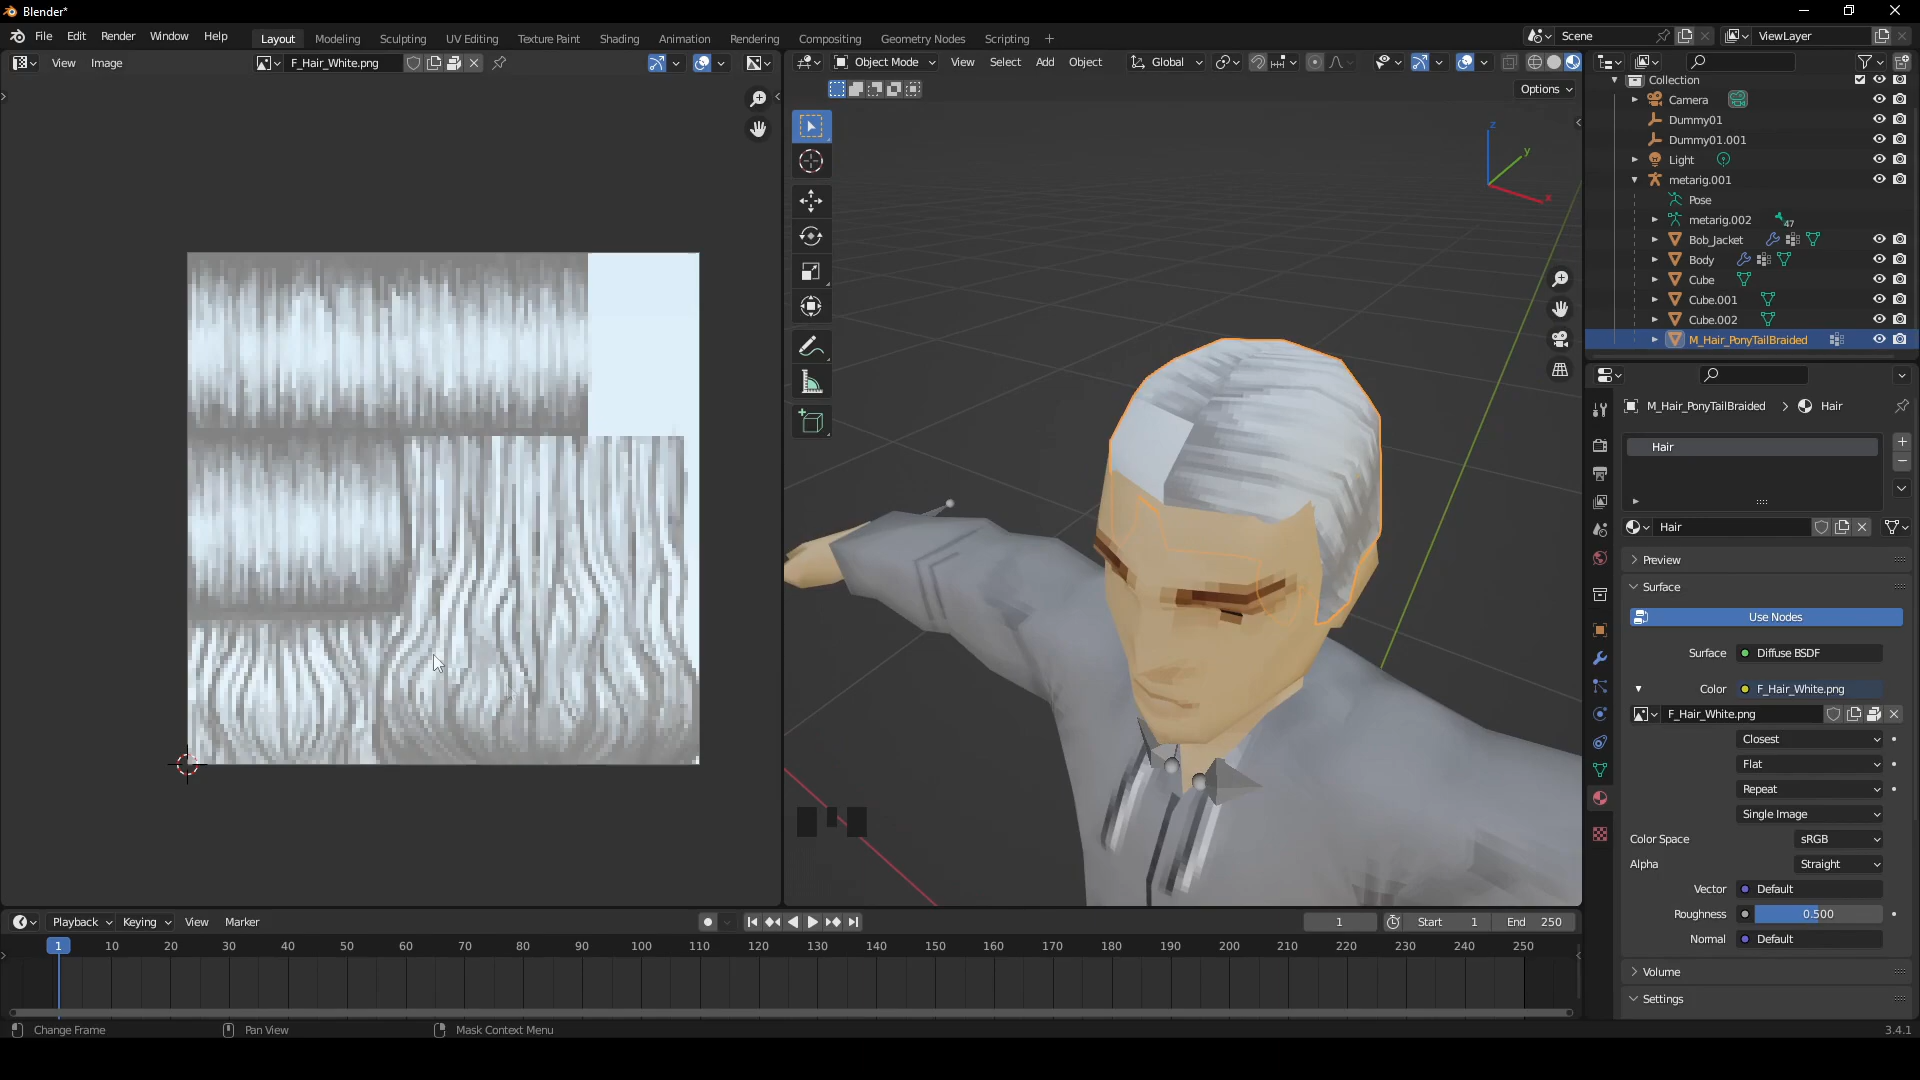 Blender*
File Edit Render Window Help
Layout Modeling Sculpting UV Editing Texture Paint Shading Animation Rendering Compositing Geometry Nodes Scripting +
Scene
ViewLayer
View Image
F_Hair_White.png
Object Mode View Select Add Object
Global
Options
z
y
x
Collection
Camera
Dummy01
Dummy01.001
Light
metarig.001
Pose
metarig.002
47
Bob_Jacket
Body
Cube
Cube.001
Cube.002
M_Hair_PonyTailBraided
M_Hair_PonyTailBraided > Hair
Hair
Hair
Preview
Surface
Use Nodes
Surface Diffuse BSDF
Color F_Hair_White.png
F_Hair_White.png
Closest
Flat
Repeat
Single Image
Color Space sRGB
Alpha Straight
Vector Default
Roughness 0.500
Normal Default
Volume
Settings
Playback Keying View Marker
1
Start 1
End 250
1 10 20 30 40 50 60 70 80 90 100 110 120 130 140 150 160 170 180 190 200 210 220 230 240 250
Change Frame
Pan View
Mask Context Menu
3.4.1